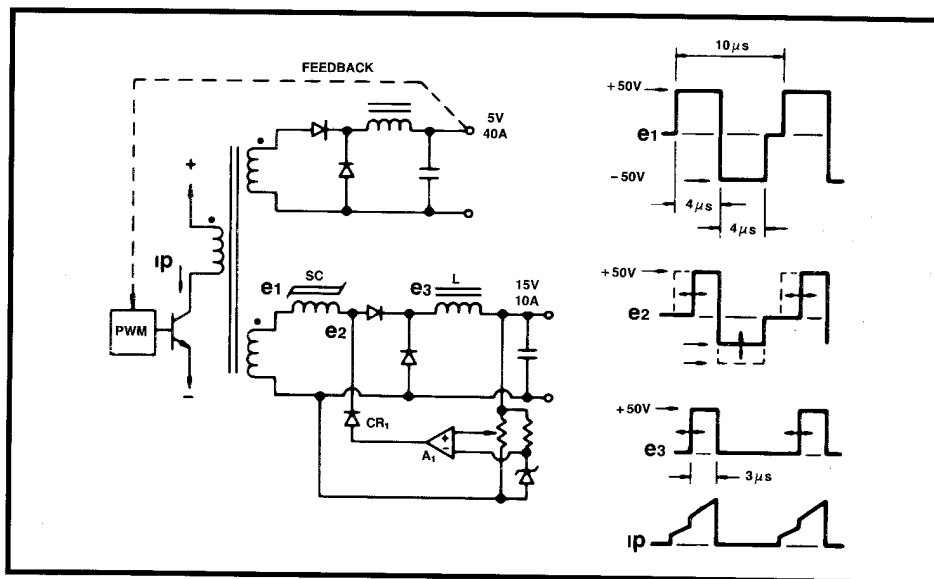 FEEDBACK
5V
40A
+
Ip
PWM
−
e1
SC
e2
e3
L
15V
10A
CR1
A1
+
−
10μs
+50V
e1
−50V
4μs
4μs
+50V
e2
+50V
e3
3μs
Ip